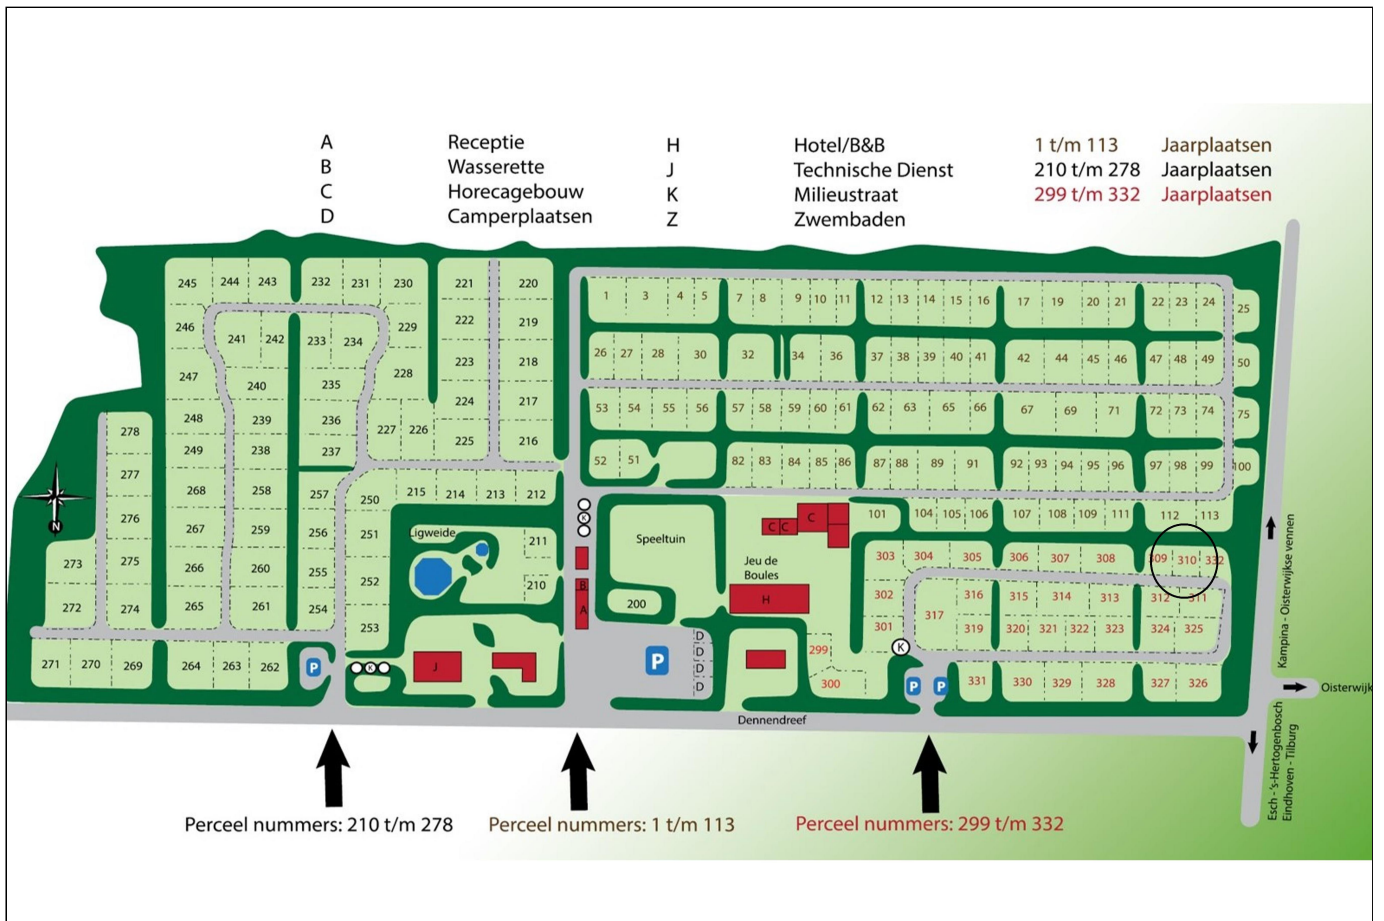 A Receptie H Hotel/B&B 1 t/m 113 Jaarplaatsen
B Wasserette J Technische Dienst 210 t/m 278 Jaarplaatsen
C Horecagebouw K Milieustraat 299 t/m 332 Jaarplaatsen
D Camperplaatsen Z Zwembaden
245 244 243 232 231 230 221 220
1 3 4 5 7 8 9 10 11 12 13 14 15 16 17 19 20 21 22 23 24 25
246 241 242 233 234 229 222 219
26 27 28 30 32 34 36 37 38 39 40 41 42 44 45 46 47 48 49 50
247 240 235 228 223 218
248 239 236 227 226 224 217
53 54 55 56 57 58 59 60 61 62 63 65 66 67 69 71 72 73 74 75
278 249 238 237 225 216
52 51 82 83 84 85 86 87 88 89 91 92 93 94 95 96 97 98 99 100
277 268 258 257 250 215 214 213 212
276 267 259 256 251 Ligweide 211
K Speeltuin C C C 101 104 105 106 107 108 109 111 112 113
273 275 266 260 255 252 210
B Jeu de
Boules 303 304 305 306 307 308 309 310 332
272 274 265 261 254 253
A 200 H 302 301 317 316 315 314 313 312 311
319 320 321 322 323 324 325
271 270 269 264 263 262 P K J P D D D D 299 300 K P P 331 330 329 328 327 326
N
Dennendreef
Kampina - Oisterwijkse vennen
Oisterwijk
Esch - 's-Hertogenbosch
Eindhoven - Tilburg
Perceel nummers: 210 t/m 278 Perceel nummers: 1 t/m 113 Perceel nummers: 299 t/m 332